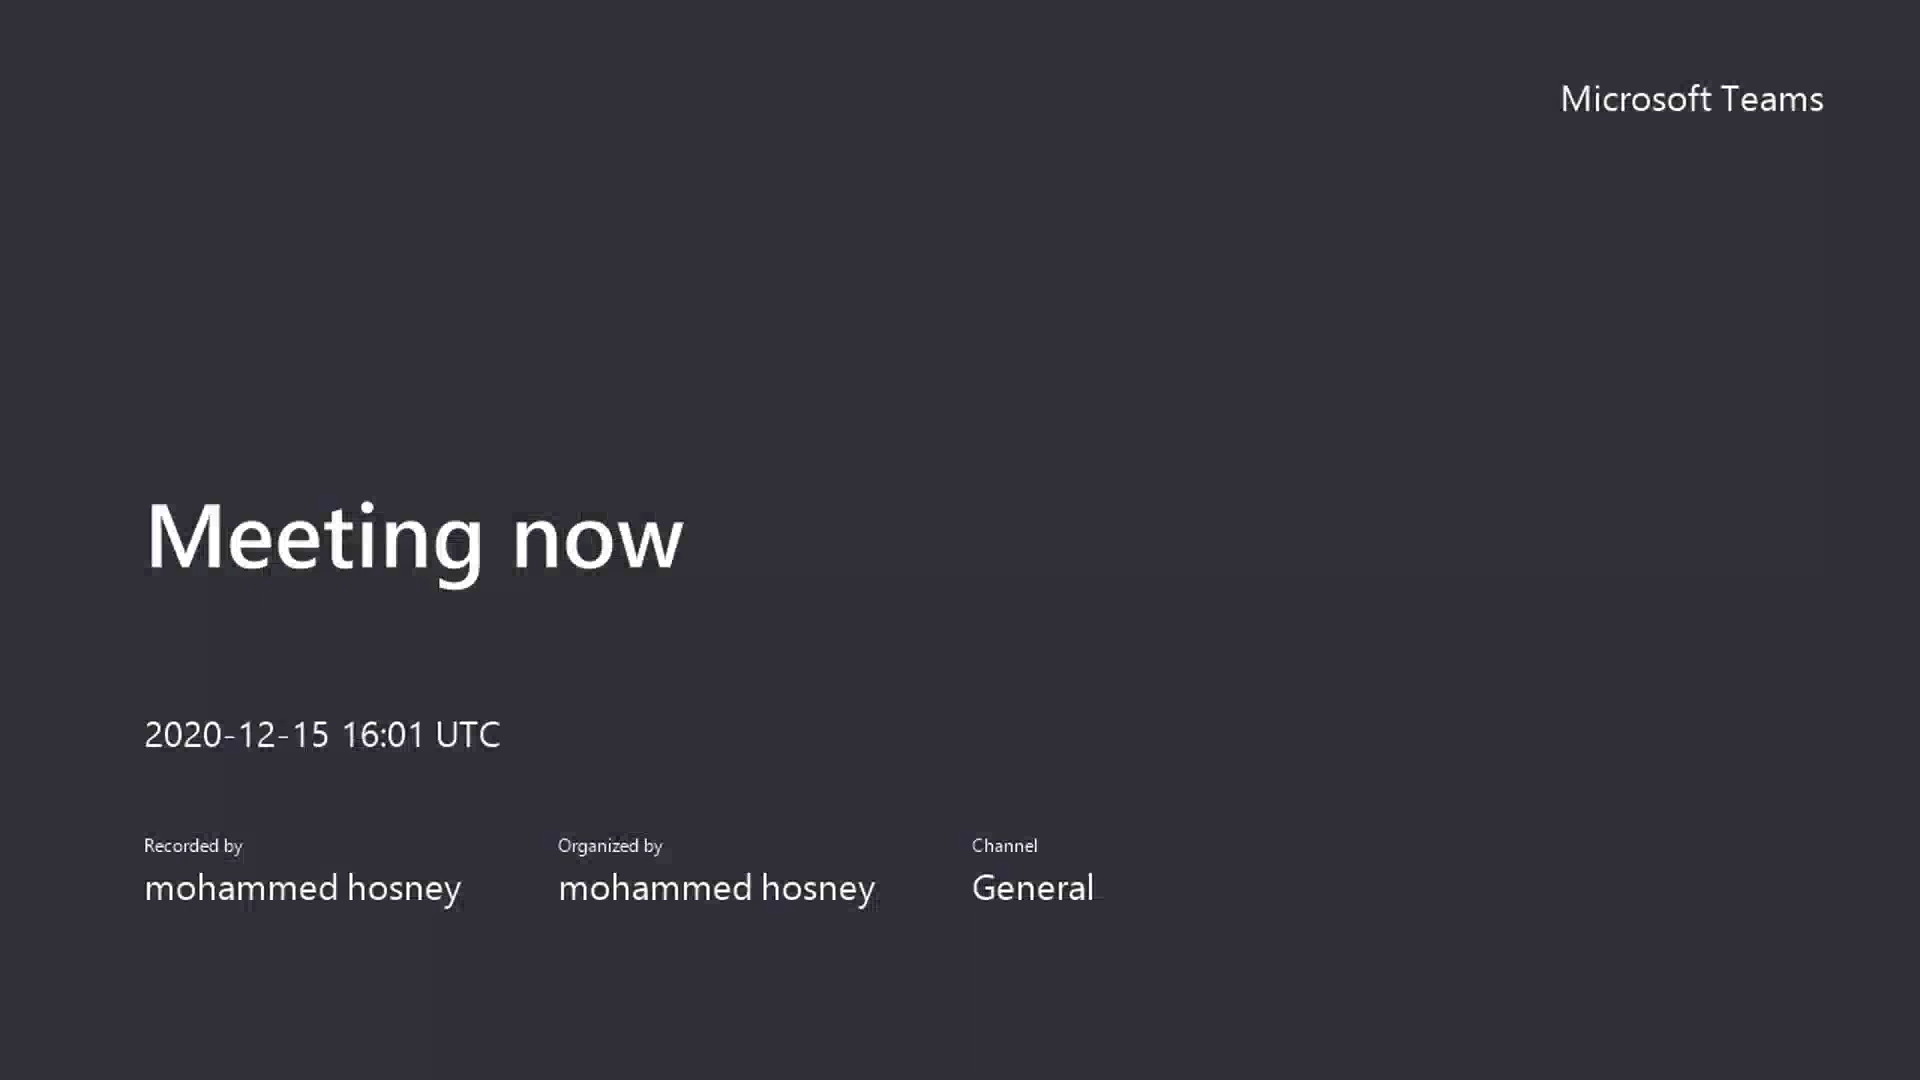 Microsoft Teams
Meeting now
2020-12-15 16:01 UTC
Recorded by
mohammed hosney
Organized by
mohammed hosney
Channel
General